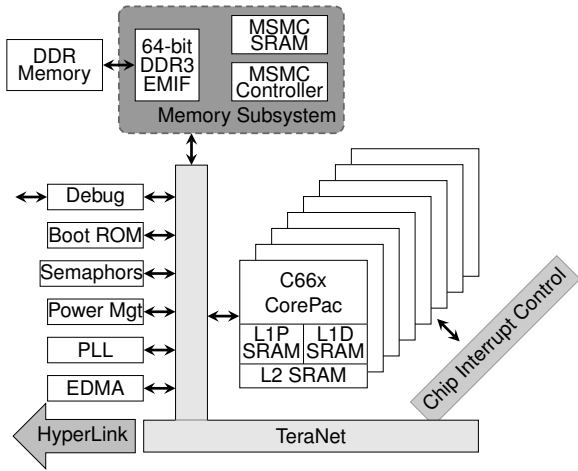 DDR
Memory
64-bit
DDR3
EMIF
MSMC
SRAM
MSMC
Controller
Memory Subsystem
Debug
Boot ROM
Semaphors
Power Mgt
PLL
EDMA
C66x
CorePac
L1P
SRAM
L1D
SRAM
L2 SRAM
Chip Interrupt Control
HyperLink
TeraNet